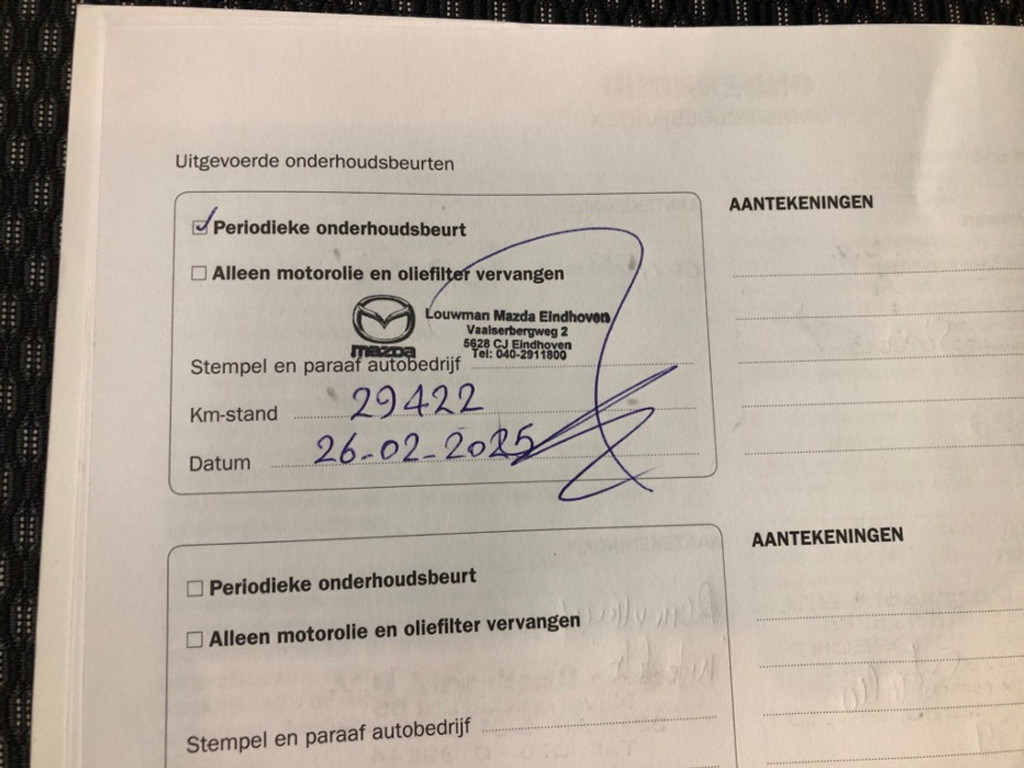 Uitgevoerde onderhoudsbeurten
Periodieke onderhoudsbeurt
Alleen motorolie en oliefilter vervangen
mazda
Louwman Mazda Eindhoven
Vaalserbergweg 2
5628 CJ Eindhoven
Tel: 040-2911800
Stempel en paraaf autobedrijf
Km-stand 29422
Datum 26-02-2025
AANTEKENINGEN
Periodieke onderhoudsbeurt
Alleen motorolie en oliefilter vervangen
Stempel en paraaf autobedrijf
AANTEKENINGEN